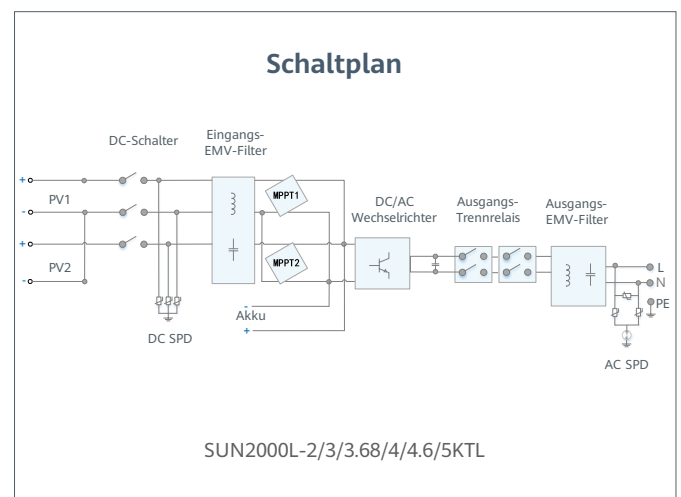 Schaltplan
DC-Schalter
Eingangs-
EMV-Filter
DC/AC
Wechselrichter
Ausgangs-
Trennrelais
Ausgangs-
EMV-Filter
+
PV1
-
+
PV2
-
MPPT1
MPPT2
L
N
PE
-
Akku
+
DC SPD
AC SPD
SUN2000L-2/3/3.68/4/4.6/5KTL